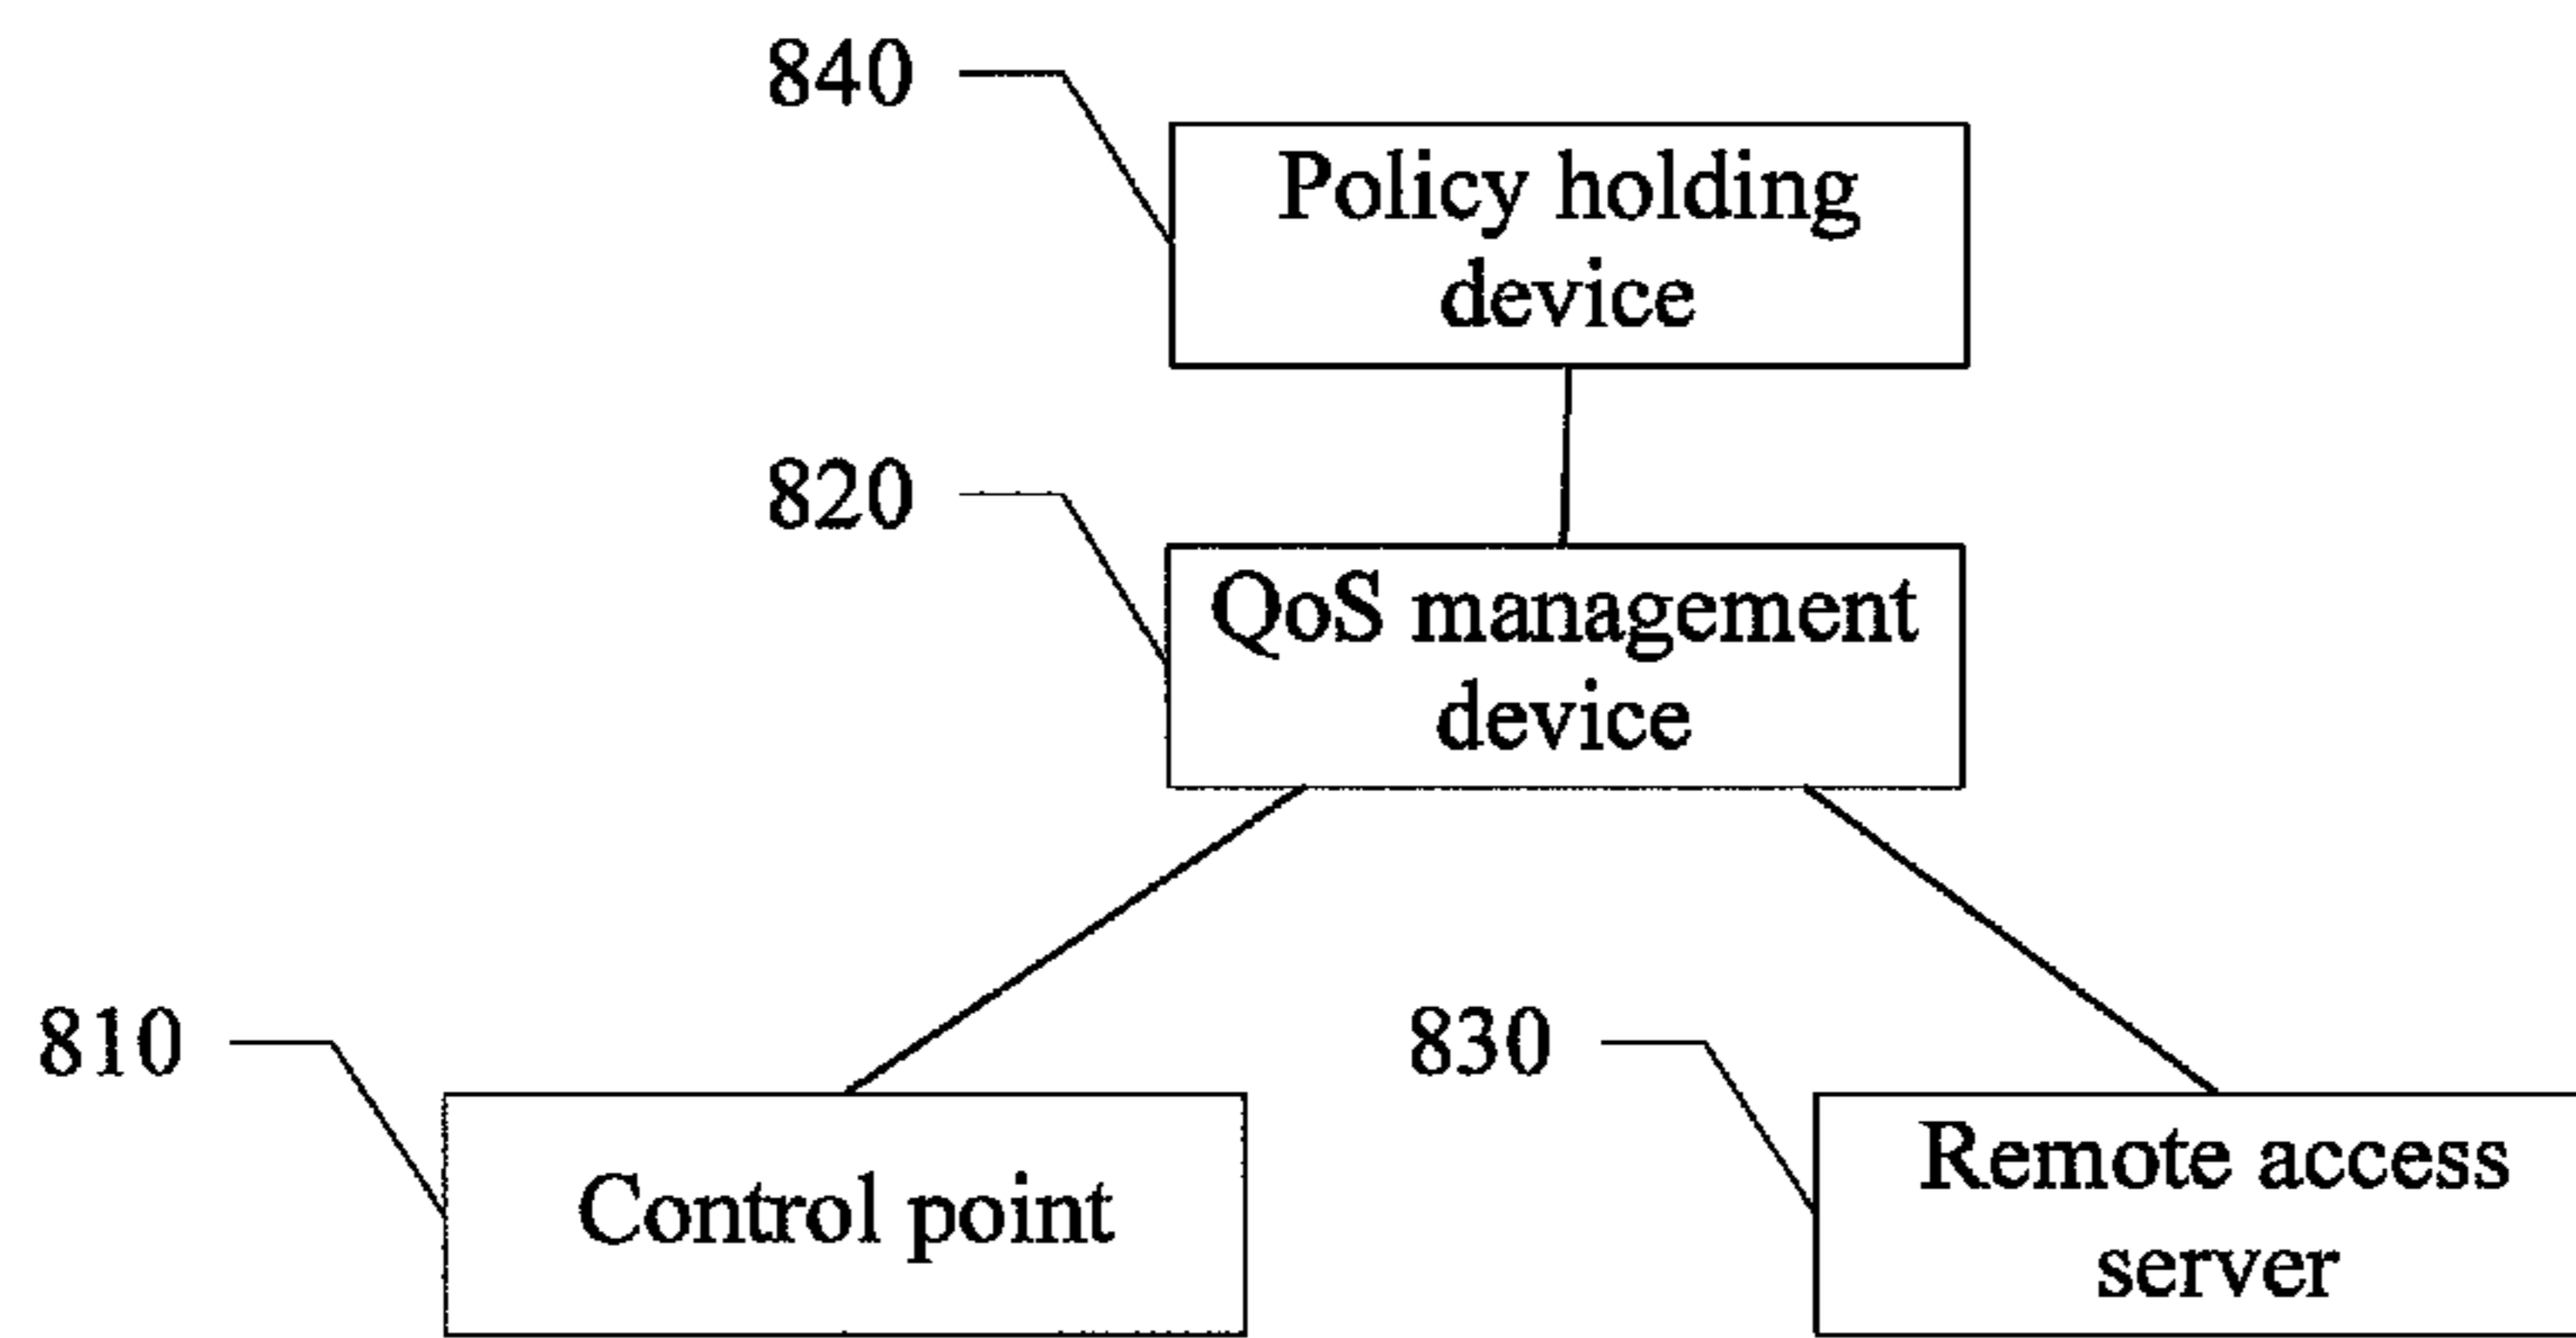 840
Policy holding
device
820
QoS management
device
810
Control point
830
Remote access
server